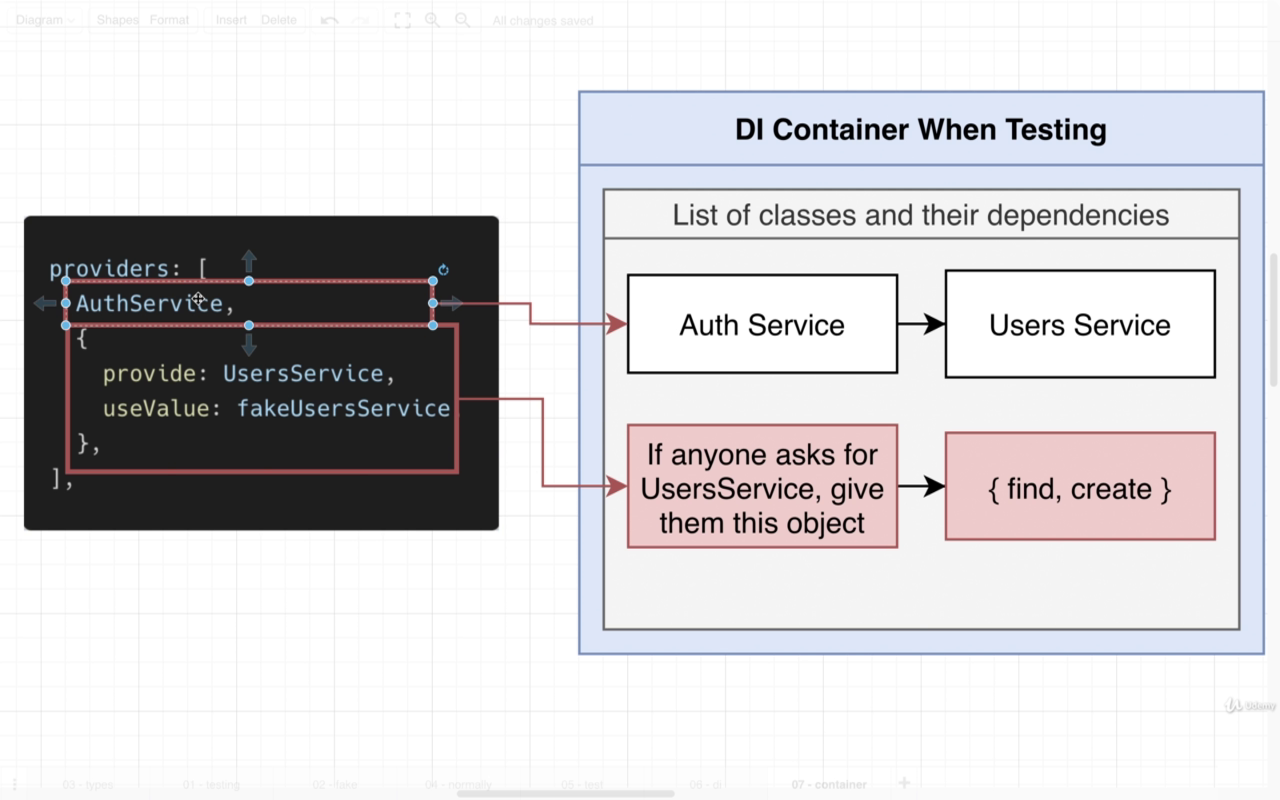 Diagram
Shapes
Format
Insert
Delete
All changes saved
DI Container When Testing
List of classes and their dependencies
providers: [
AuthService,
{
provide: UsersService,
useValue: fakeUsersService
},
],
Auth Service
Users Service
If anyone asks for
UsersService, give
them this object
{ find, create }
Udemy
03 - types
01 - testing
02 - fake
04 - normally
05 - test
06 - di
07 - container